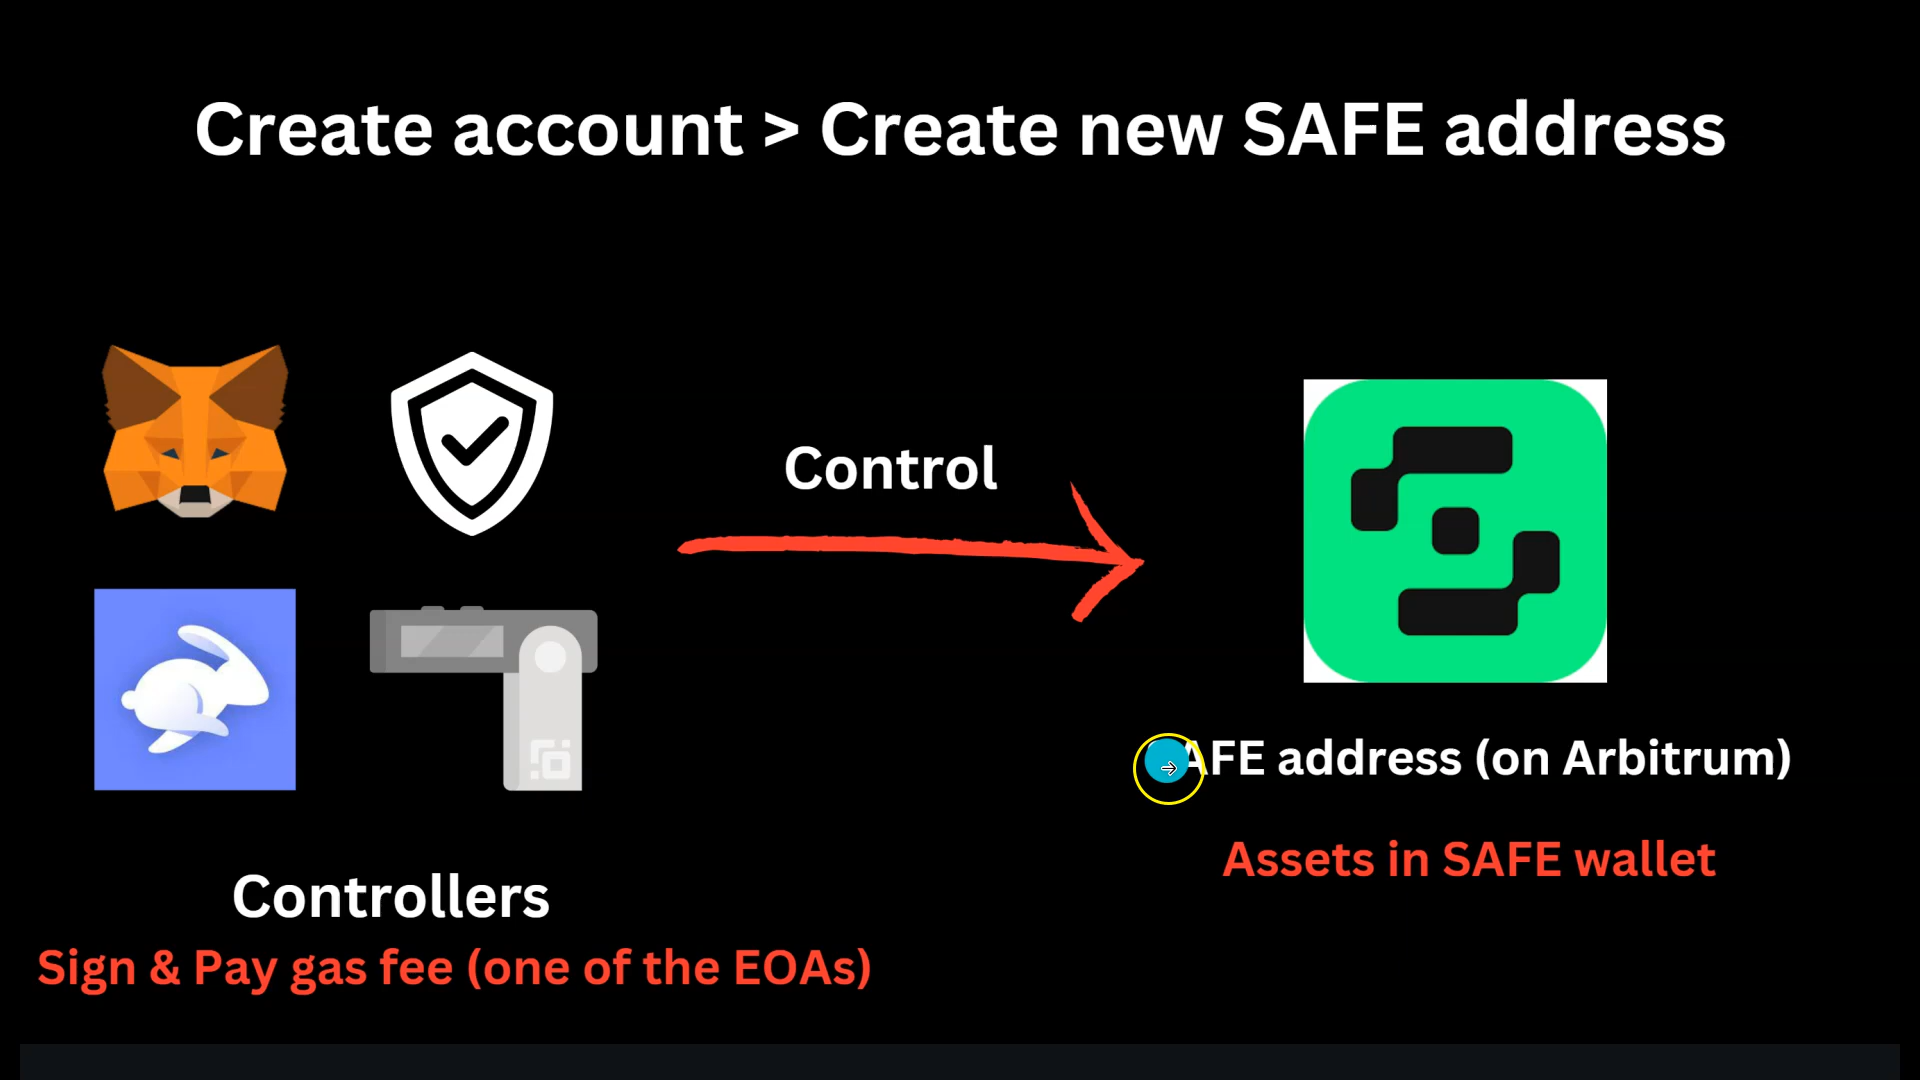 Create account > Create new SAFE address
Control
AFE address (on Arbitrum)
Assets in SAFE wallet
Controllers
Sign & Pay gas fee (one of the EOAs)